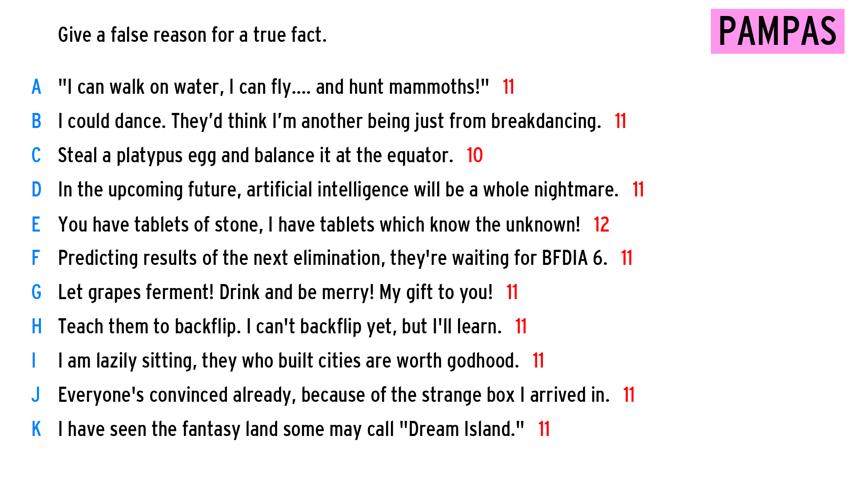 Give a false reason for a true fact.
PAMPAS
A "I can walk on water, I can fly.... and hunt mammoths!" 11
B I could dance. They'd think I'm another being just from breakdancing. 11
C Steal a platypus egg and balance it at the equator. 10
D In the upcoming future, artificial intelligence will be a whole nightmare. 11
E You have tablets of stone, I have tablets which know the unknown! 12
F Predicting results of the next elimination, they're waiting for BFDIA 6. 11
G Let grapes ferment! Drink and be merry! My gift to you! 11
H Teach them to backflip. I can't backflip yet, but I'll learn. 11
I I am lazily sitting, they who built cities are worth godhood. 11
J Everyone's convinced already, because of the strange box I arrived in. 11
K I have seen the fantasy land some may call "Dream Island." 11